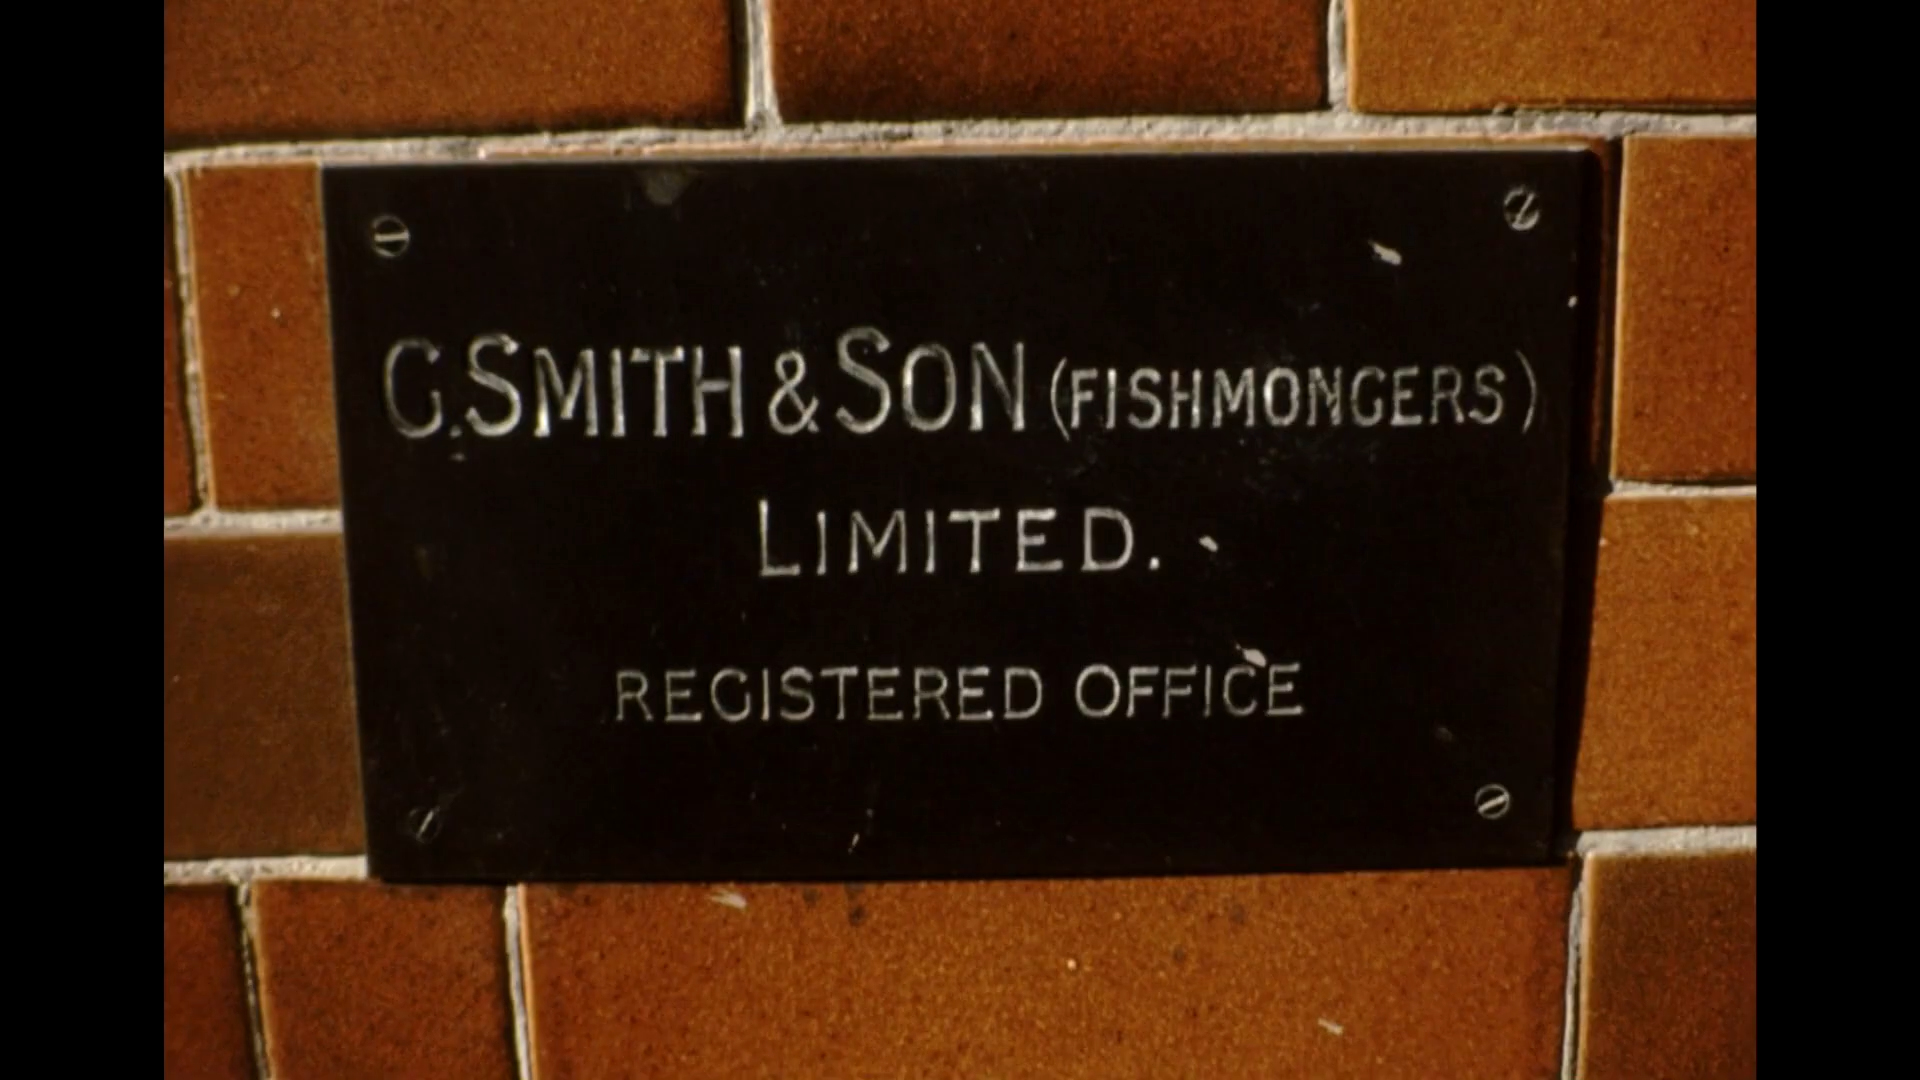 C. SMITH & SON (FISHMONGERS)
LIMITED.
REGISTERED OFFICE